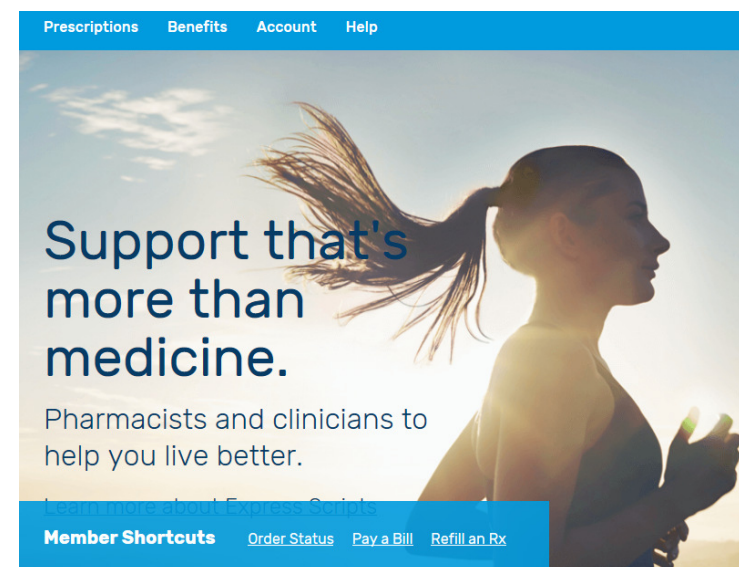 Prescriptions Benefits Account Help
Support that's
more than
medicine.
Pharmacists and clinicians to
help you live better.
Learn more about Express Scripts
Member Shortcuts Order Status Pay a Bill Refill an Rx